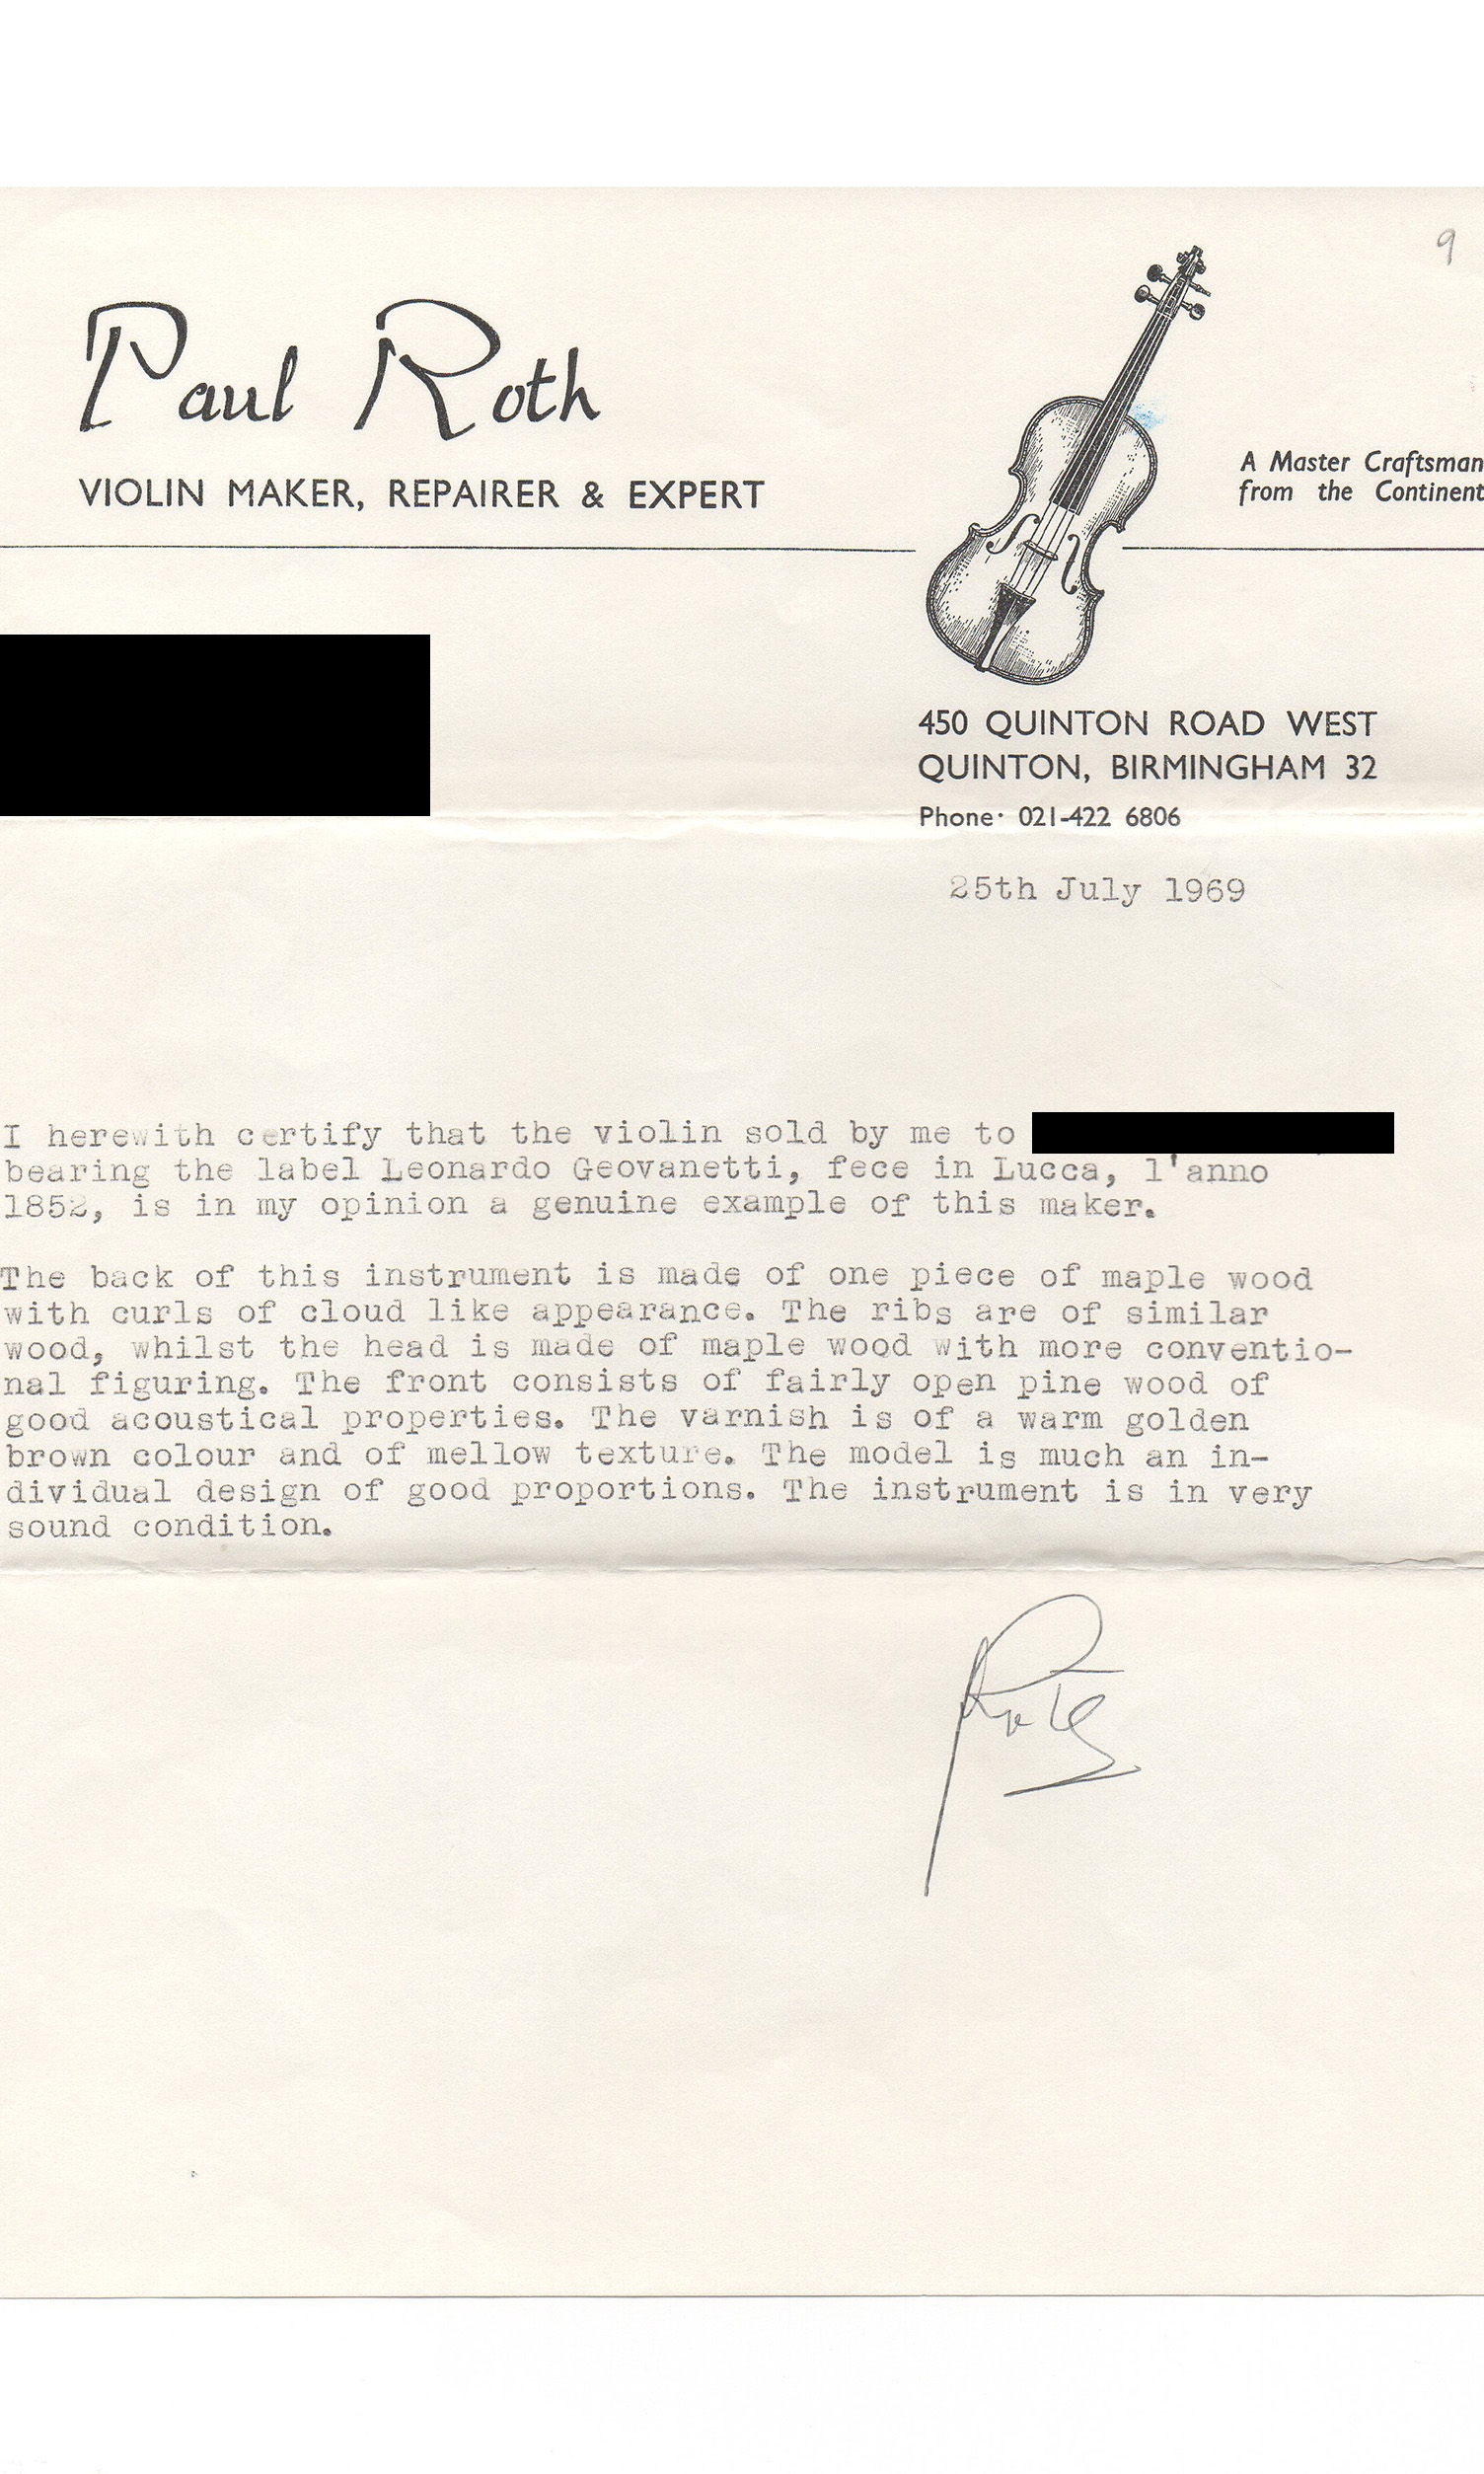 9
Paul Roth
VIOLIN MAKER, REPAIRER & EXPERT
A Master Craftsman
from the Continent
450 QUINTON ROAD WEST
QUINTON, BIRMINGHAM 32
Phone· 021-422 6806
25th July 1969
I herewith certify that the violin sold by me to
bearing the label Leonardo Geovanetti, fece in Lucca, l'anno
1852, is in my opinion a genuine example of this maker.
The back of this instrument is made of one piece of maple wood
with curls of cloud like appearance. The ribs are of similar
wood, whilst the head is made of maple wood with more conventio-
nal figuring. The front consists of fairly open pine wood of
good acoustical properties. The varnish is of a warm golden
brown colour and of mellow texture. The model is much an in-
dividual design of good proportions. The instrument is in very
sound condition.
Roth